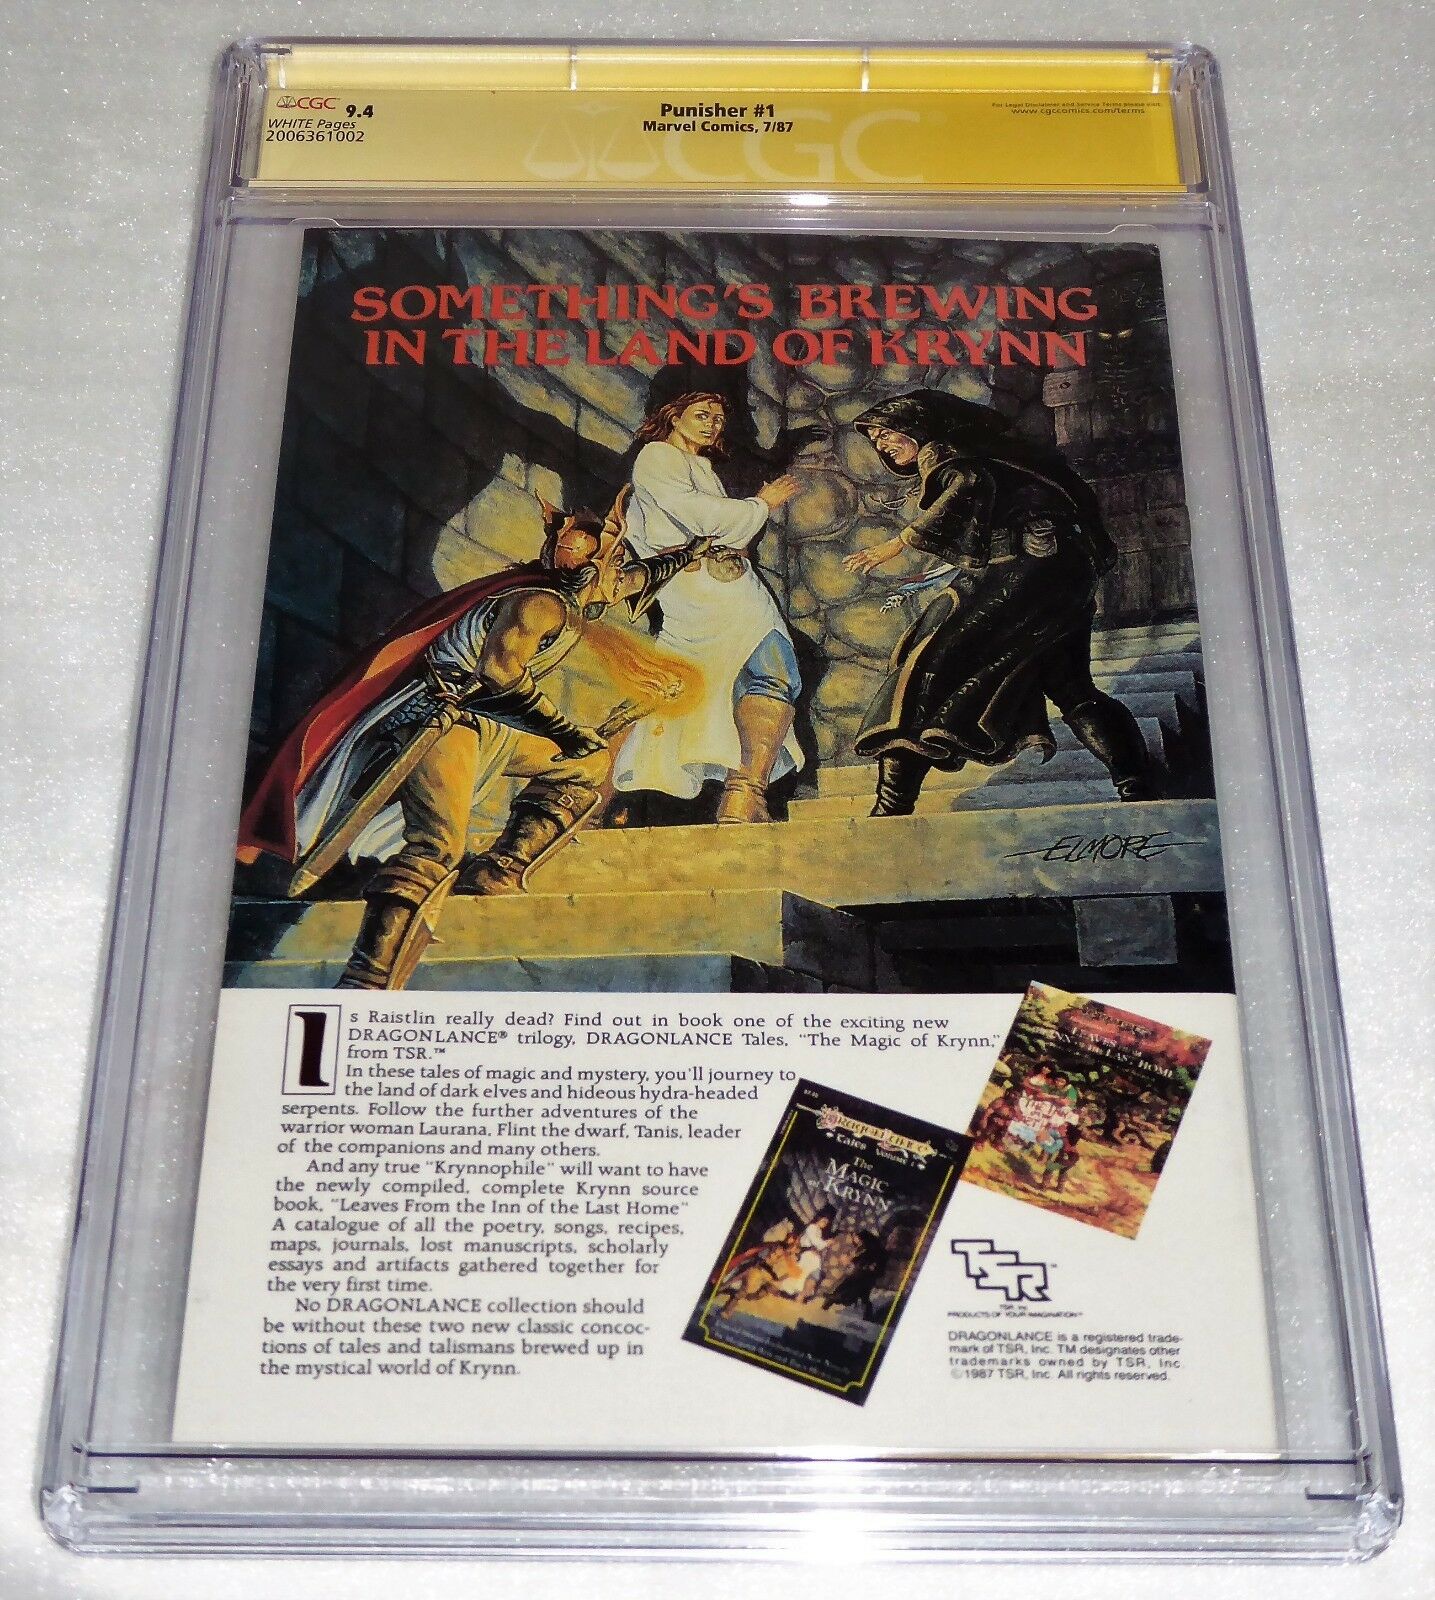 CGC 9.4
WHITE Pages
2006361002
Punisher #1
Marvel Comics, 7/87
For Legal Disclaimer and Service Terms please visit:
www.cgccomics.com/terms
CGC
SOMETHING'S BREWING
IN THE LAND OF KRYNN
ELMORE
Is Raistlin really dead? Find out in book one of the exciting new
DRAGONLANCE® trilogy, DRAGONLANCE Tales, "The Magic of Krynn,"
from TSR.™
In these tales of magic and mystery, you'll journey to
the land of dark elves and hideous hydra-headed
serpents. Follow the further adventures of the
warrior woman Laurana, Flint the dwarf, Tanis, leader
of the companions and many others.
And any true "Krynnophile" will want to have
the newly compiled, complete Krynn source
book, "Leaves From the Inn of the Last Home"
A catalogue of all the poetry, songs, recipes,
maps, journals, lost manuscripts, scholarly
essays and artifacts gathered together for
the very first time.
No DRAGONLANCE collection should
be without these two new classic concoc-
tions of tales and talismans brewed up in
the mystical world of Krynn.
DragonLance
Tales Volume 1
The
MAGIC
of KRYNN
TSR™
TSR, Inc.
PRODUCTS OF YOUR IMAGINATION™
DRAGONLANCE is a registered trade-
mark of TSR, Inc. TM designates other
trademarks owned by TSR, Inc.
©1987 TSR, Inc. All rights reserved.